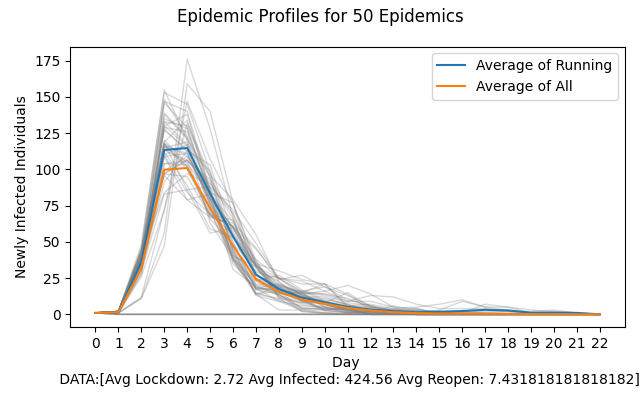 Epidemic Profiles for 50 Epidemics
Average of Running
Average of All
Newly Infected Individuals
175
150
125
100
75
50
25
0
0 1 2 3 4 5 6 7 8 9 10 11 12 13 14 15 16 17 18 19 20 21 22
Day
DATA:[Avg Lockdown: 2.72 Avg Infected: 424.56 Avg Reopen: 7.431818181818182]